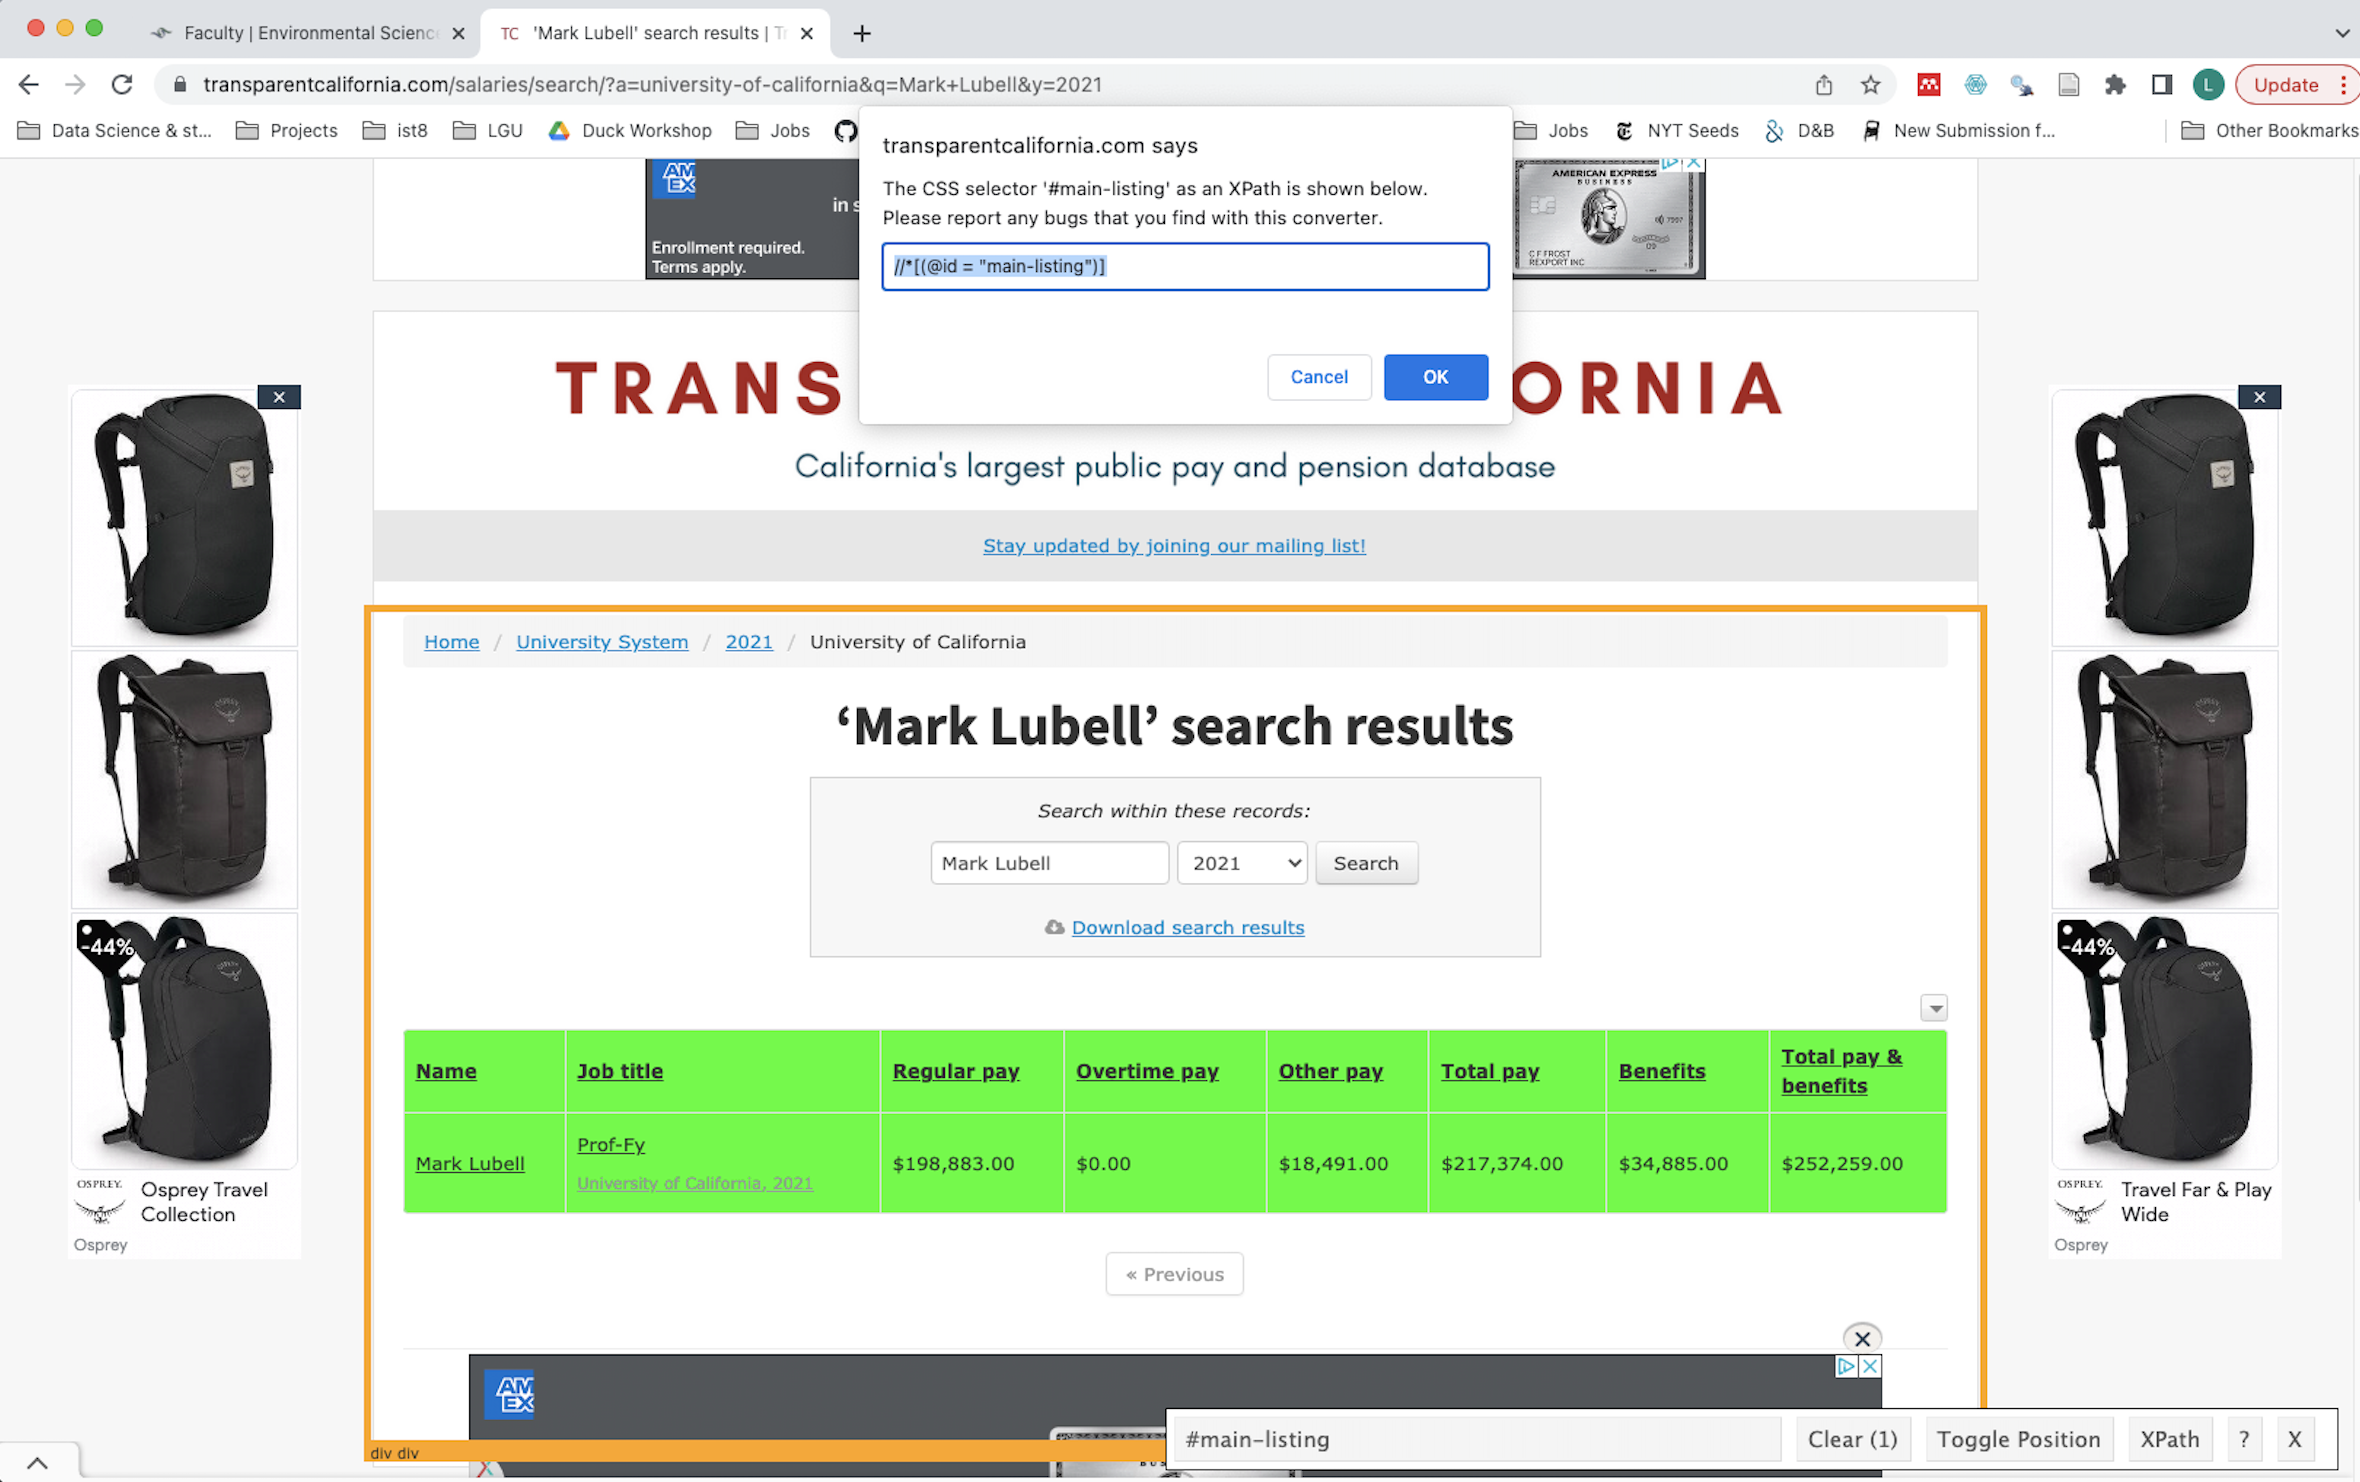 Faculty | Environmental Scienc
TC 'Mark Lubell' search results | Tr
transparentcalifornia.com/salaries/search/?a=university-of-california&q=Mark+Lubell&y=2021
L
Update
Data Science & st...
Projects
ist8
LGU
Duck Workshop
Jobs
Jobs
NYT Seeds
D&B
New Submission f...
Other Bookmarks
transparentcalifornia.com says
The CSS selector '#main-listing' as an XPath is shown below.
Please report any bugs that you find with this converter.
//*[(@id = "main-listing")]
Cancel
OK
AM
EX
in s
Enrollment required.
Terms apply.
AMERICAN EXPRESS
BUSINESS
C F FROST
REXPORT INC
TRANS
ORNIA
California's largest public pay and pension database
Stay updated by joining our mailing list!
Home / University System / 2021 / University of California
‘Mark Lubell’ search results
Search within these records:
Mark Lubell
2021
Search
Download search results
Name Job title Regular pay Overtime pay Other pay Total pay Benefits Total pay & benefits
Mark Lubell Prof-Fy $198,883.00 $0.00 $18,491.00 $217,374.00 $34,885.00 $252,259.00
University of California, 2021
« Previous
-44%
OSPREY
Osprey Travel
Collection
Osprey
-44%
OSPREY
Travel Far & Play
Wide
Osprey
AM
EX
div div
#main-listing
Clear (1)
Toggle Position
XPath
?
X